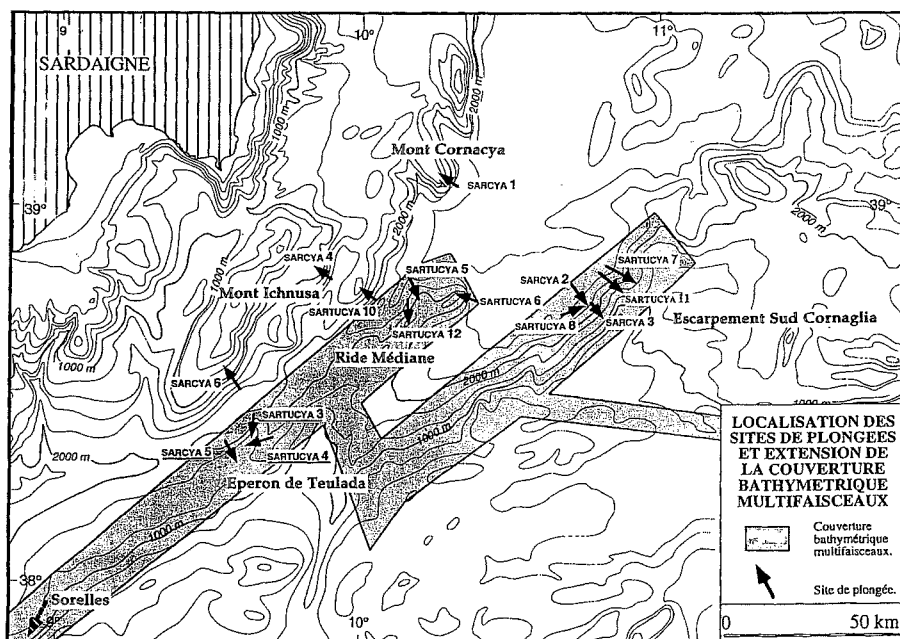 9
10°
11°
SARDAIGNE
1000 m
2000 m
Mont Cornacya
SARCYA 1
39°
39°
2000 m
2000 m
1000 m
SARCYA 4
SARTUCYA 5
SARCYA 2
SARTUCYA 7
Mont Ichnusa
SARTUCYA 10
SARTUCYA 6
SARTUCYA 11
SARTUCYA 12
SARTUCYA 8
SARCYA 3
Escarpement Sud Cornaglia
Ride Médiane
1000 m
SARCYA 6
2000 m
SARTUCYA 3
1000 m
2000 m
SARCYA 5
SARTUCYA 4
Eperon de Teulada
1000 m
LOCALISATION DES
SITES DE PLONGEES
ET EXTENSION DE
LA COUVERTURE
BATHYMETRIQUE
MULTIFAISCEAUX
Couverture
bathymétrique
multifaisceaux.
Site de plongée.
38°
Sorelles
10°
0 50 km